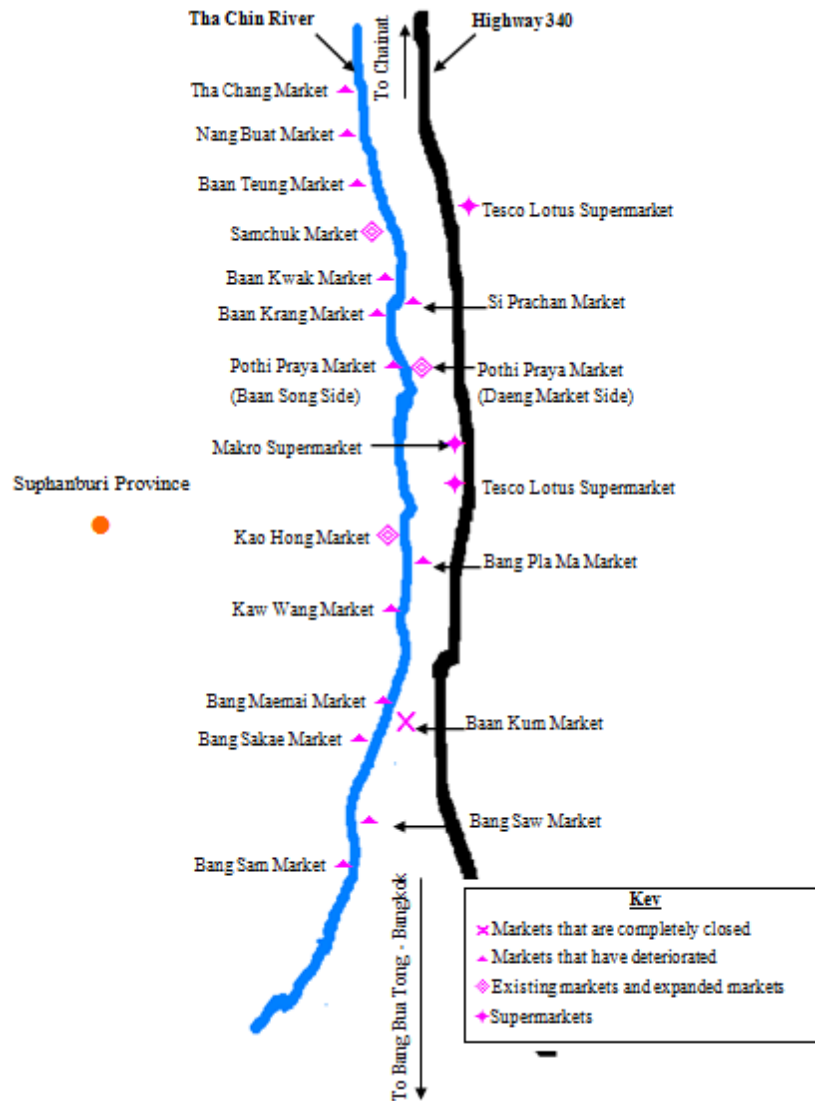 Tha Chin River
Highway 340
To Chainat
Tha Chang Market
Nang Buat Market
Baan Teung Market
Tesco Lotus Supermarket
Samchuk Market
Baan Kwak Market
Si Prachan Market
Baan Krang Market
Pothi Praya Market
(Baan Song Side)
Pothi Praya Market
(Daeng Market Side)
Makro Supermarket
Suphanburi Province
Tesco Lotus Supermarket
Kao Hong Market
Bang Pla Ma Market
Kaw Wang Market
Bang Maemai Market
Baan Kum Market
Bang Sakae Market
Bang Saw Market
Bang Sam Market
To Bang Bua Tong - Bangkok
Key
Markets that are completely closed
Markets that have deteriorated
Existing markets and expanded markets
Supermarkets